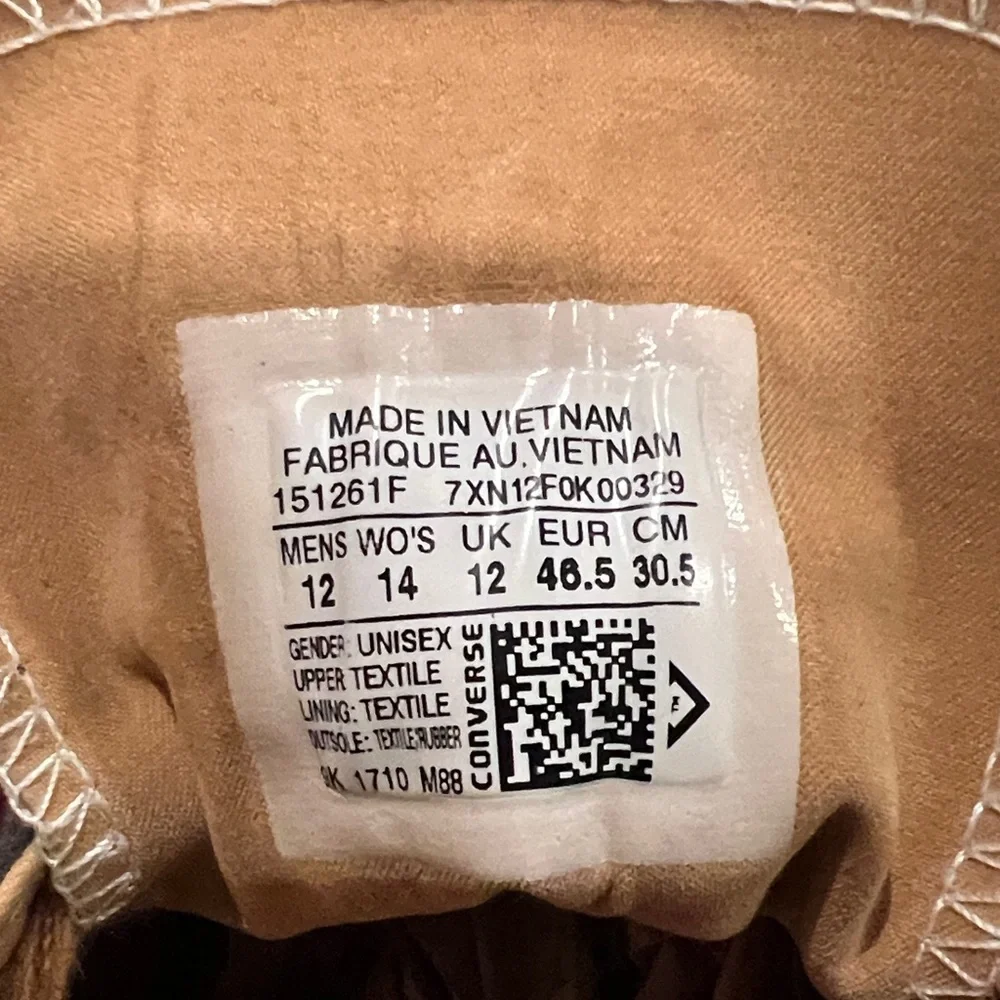 MADE IN VIETNAM
FABRIQUE AU.VIETNAM
151261F 7XN12F0K00329
MENS WO'S UK EUR CM
12 14 12 46.5 30.5
GENDER: UNISEX
UPPER TEXTILE
LINING: TEXTILE
OUTSOLE: TEXTILE/RUBBER
1710 M88
CONVERSE